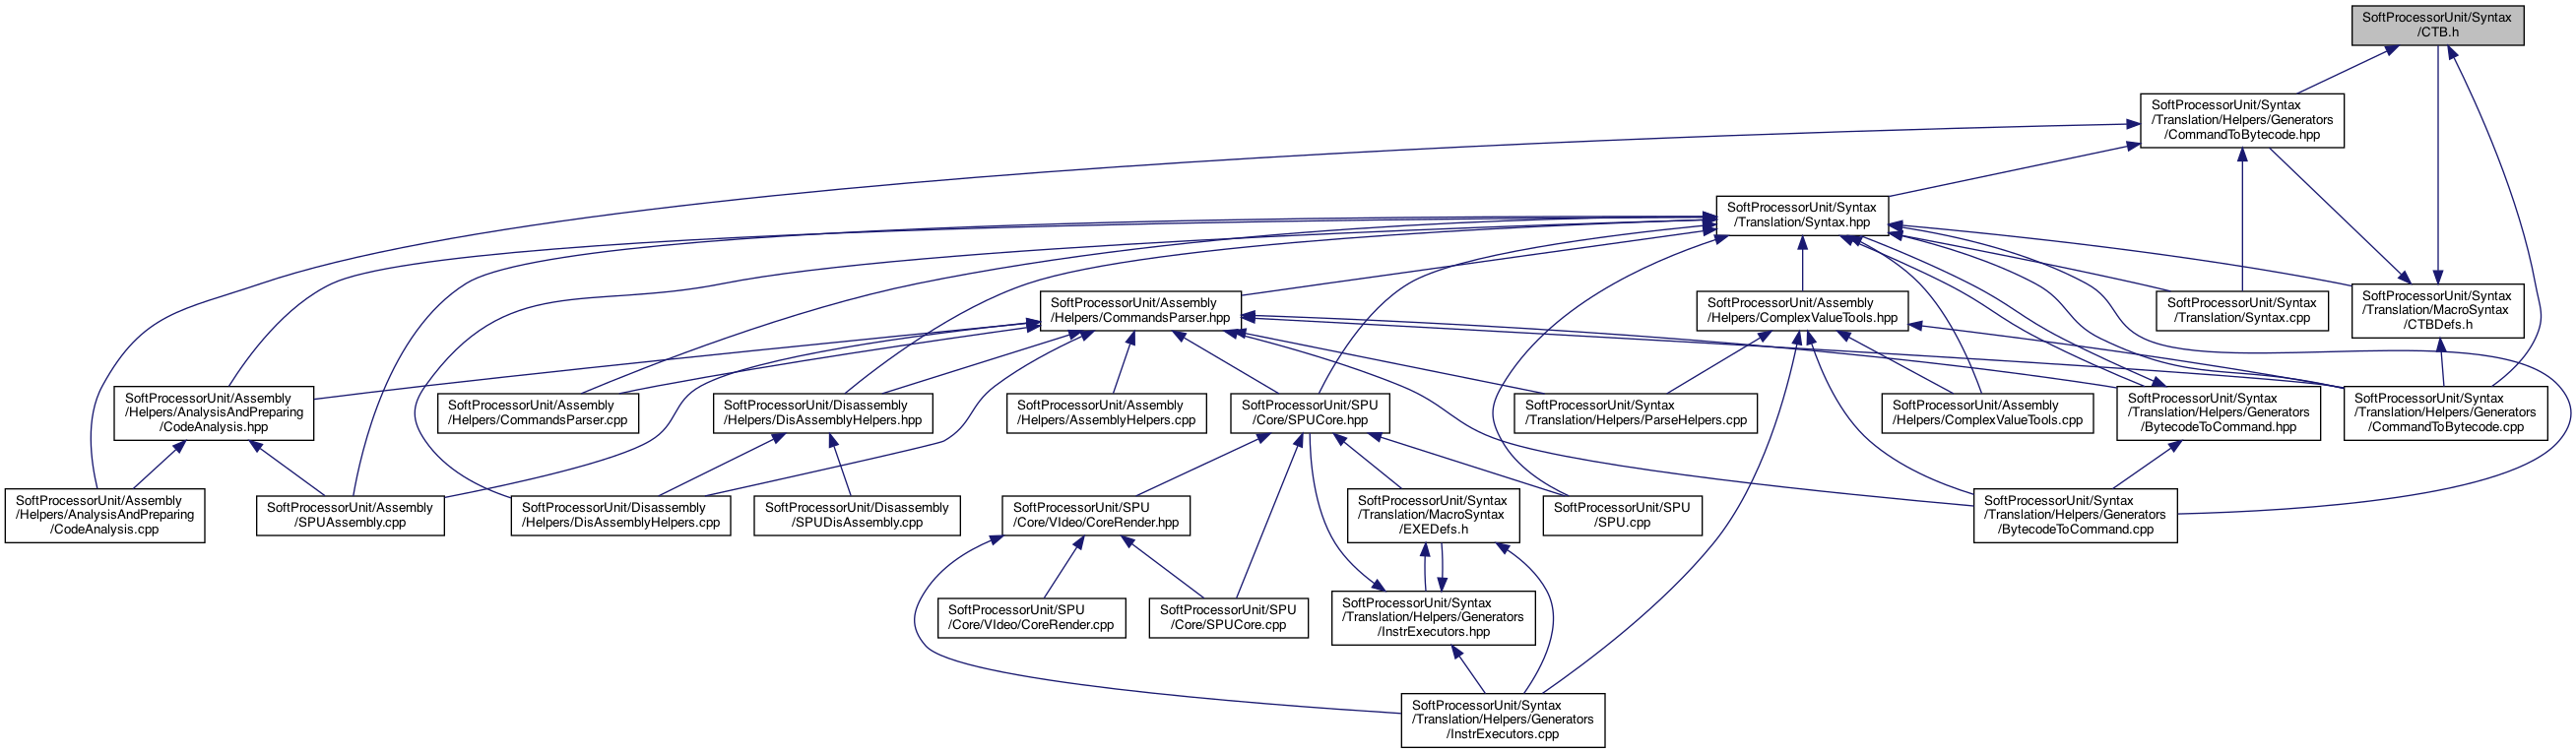 SoftProcessorUnit/Syntax
/CTB.h
SoftProcessorUnit/Syntax
/Translation/Helpers/Generators
/CommandToBytecode.hpp
SoftProcessorUnit/Syntax
/Translation/Syntax.hpp
SoftProcessorUnit/Assembly
/Helpers/CommandsParser.hpp
SoftProcessorUnit/Assembly
/Helpers/ComplexValueTools.hpp
SoftProcessorUnit/Syntax
/Translation/Syntax.cpp
SoftProcessorUnit/Syntax
/Translation/MacroSyntax
/CTBDefs.h
SoftProcessorUnit/Assembly
/Helpers/AnalysisAndPreparing
/CodeAnalysis.hpp
SoftProcessorUnit/Assembly
/Helpers/CommandsParser.cpp
SoftProcessorUnit/Disassembly
/Helpers/DisAssemblyHelpers.hpp
SoftProcessorUnit/Assembly
/Helpers/AssemblyHelpers.cpp
SoftProcessorUnit/SPU
/Core/SPUCore.hpp
SoftProcessorUnit/Syntax
/Translation/Helpers/ParseHelpers.cpp
SoftProcessorUnit/Assembly
/Helpers/ComplexValueTools.cpp
SoftProcessorUnit/Syntax
/Translation/Helpers/Generators
/BytecodeToCommand.hpp
SoftProcessorUnit/Syntax
/Translation/Helpers/Generators
/CommandToBytecode.cpp
SoftProcessorUnit/Assembly
/Helpers/AnalysisAndPreparing
/CodeAnalysis.cpp
SoftProcessorUnit/Assembly
/SPUAssembly.cpp
SoftProcessorUnit/Disassembly
/Helpers/DisAssemblyHelpers.cpp
SoftProcessorUnit/Disassembly
/SPUDisAssembly.cpp
SoftProcessorUnit/SPU
/Core/VIdeo/CoreRender.hpp
SoftProcessorUnit/Syntax
/Translation/MacroSyntax
/EXEDefs.h
SoftProcessorUnit/SPU
/SPU.cpp
SoftProcessorUnit/Syntax
/Translation/Helpers/Generators
/BytecodeToCommand.cpp
SoftProcessorUnit/SPU
/Core/VIdeo/CoreRender.cpp
SoftProcessorUnit/SPU
/Core/SPUCore.cpp
SoftProcessorUnit/Syntax
/Translation/Helpers/Generators
/InstrExecutors.hpp
SoftProcessorUnit/Syntax
/Translation/Helpers/Generators
/InstrExecutors.cpp